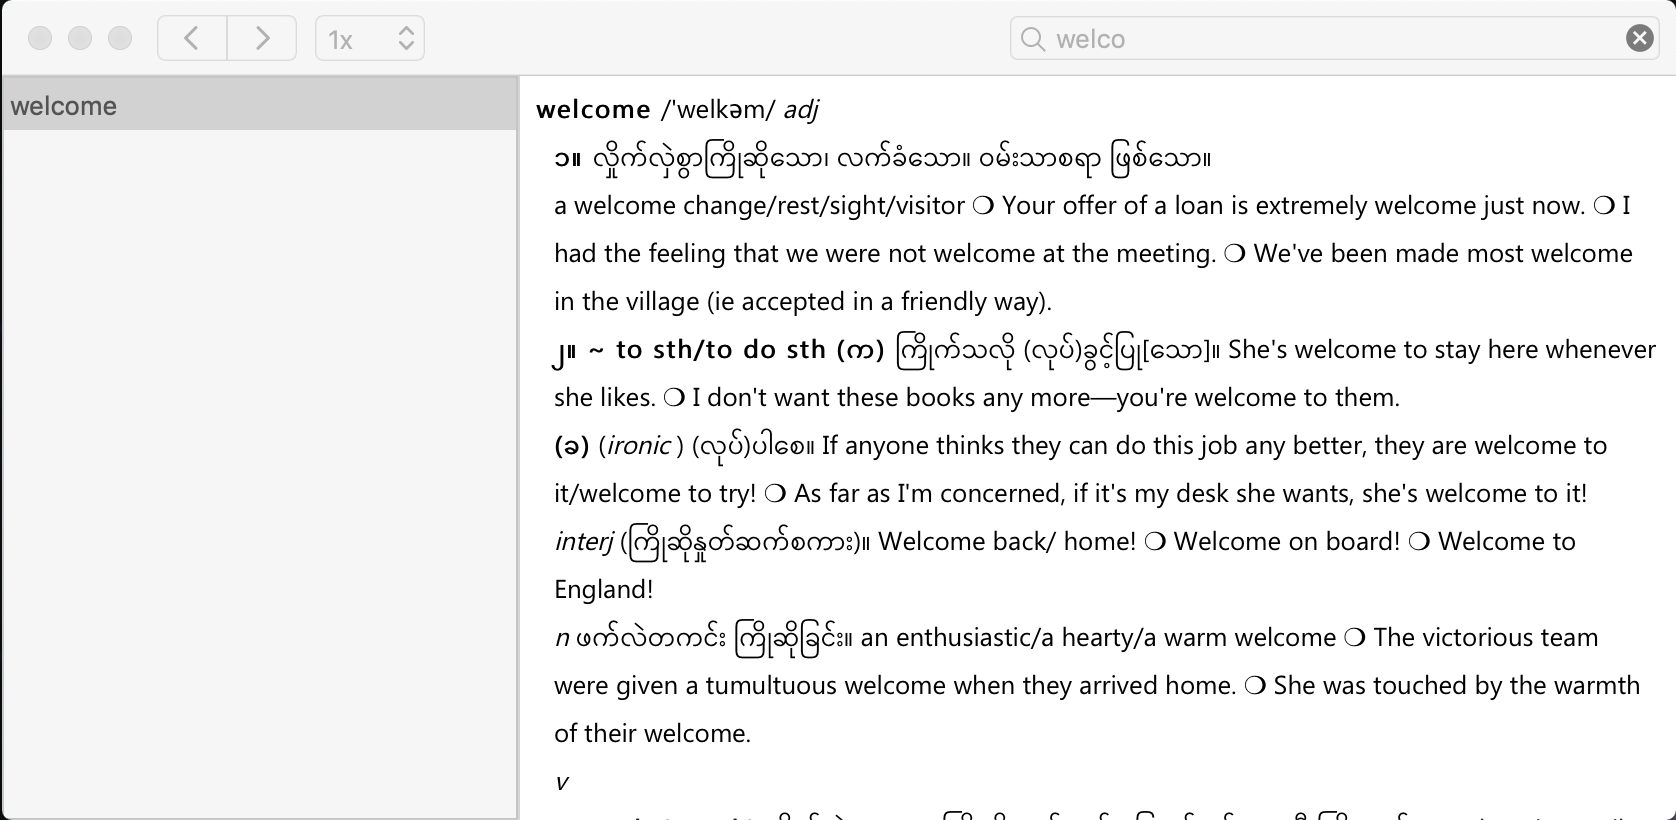 1x
welco
welcome
welcome /'welkəm/ adj
၁။ လှိုက်လှဲစွာကြိုဆိုသော၊ လက်ခံသော။ ဝမ်းသာစရာ ဖြစ်သော။
a welcome change/rest/sight/visitor ❍ Your offer of a loan is extremely welcome just now. ❍ I
had the feeling that we were not welcome at the meeting. ❍ We've been made most welcome
in the village (ie accepted in a friendly way).
၂။ ~ to sth/to do sth (က) ကြိုက်သလို (လုပ်)ခွင့်ပြု[သော]။ She's welcome to stay here whenever
she likes. ❍ I don't want these books any more—you're welcome to them.
(ခ) (ironic ) (လုပ်)ပါစေ။ If anyone thinks they can do this job any better, they are welcome to
it/welcome to try! ❍ As far as I'm concerned, if it's my desk she wants, she's welcome to it!
interj (ကြိုဆိုနှုတ်ဆက်စကား)။ Welcome back/ home! ❍ Welcome on board! ❍ Welcome to
England!
n ဖက်လဲတကင်း ကြိုဆိုခြင်း။ an enthusiastic/a hearty/a warm welcome ❍ The victorious team
were given a tumultuous welcome when they arrived home. ❍ She was touched by the warmth
of their welcome.
v